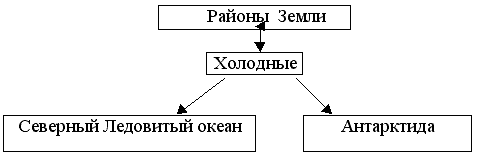 Районы Земли
Холодные
Северный Ледовитый океан
Антарктида